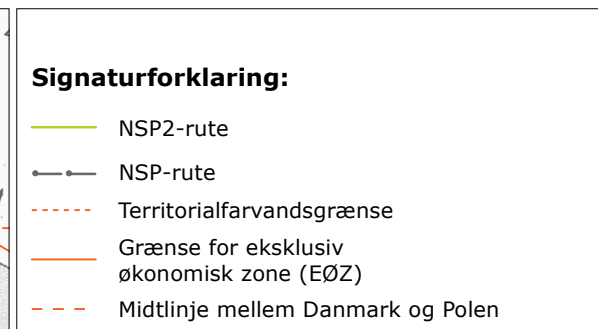 Signaturforklaring:
NSP2-rute
NSP-rute
Territorialfarvandsgrænse
Grænse for eksklusiv
økonomisk zone (EØZ)
Midtlinje mellem Danmark og Polen